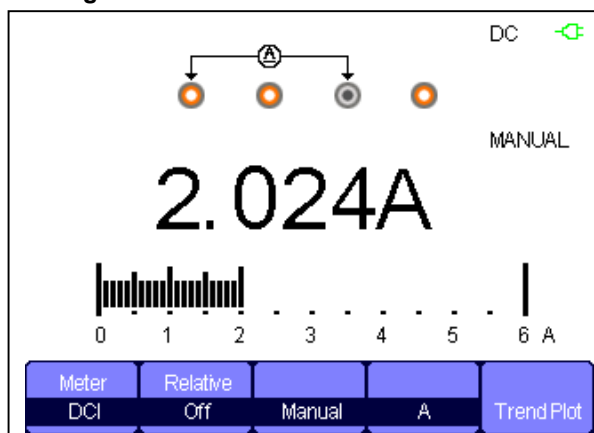 DC
A
MANUAL
2.024A
0 1 2 3 4 5 6 A
Meter Relative
DCI Off Manual A Trend Plot